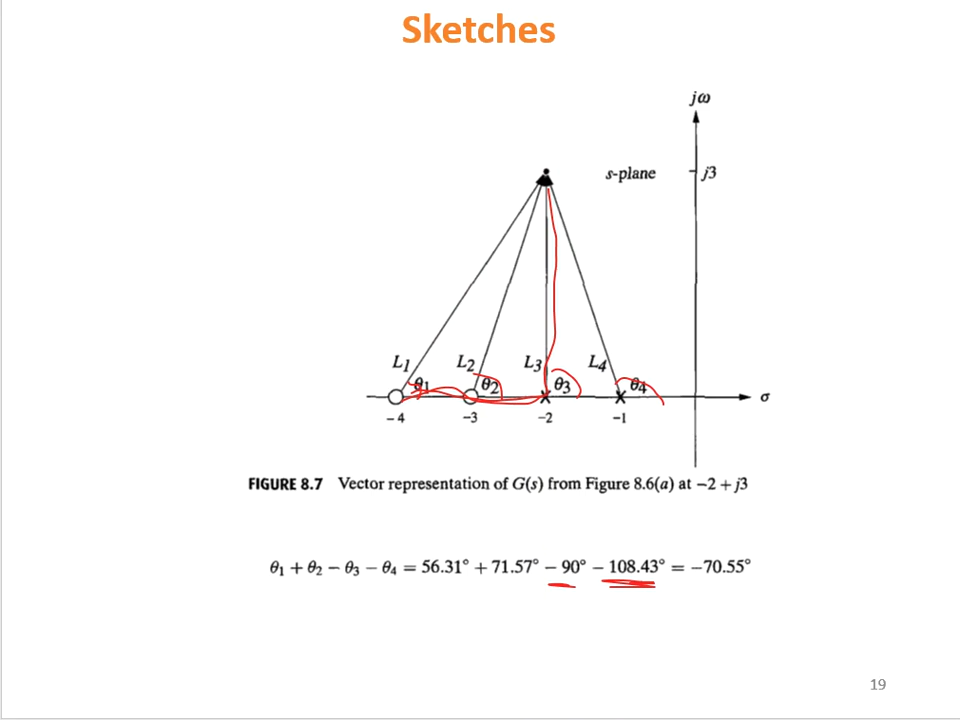 Sketches
jω
s-plane
j3
L1 L2 L3 L4
θ1 θ2 θ3 θ4
σ
-4 -3 -2 -1
FIGURE 8.7 Vector representation of G(s) from Figure 8.6(a) at −2 + j3
θ1 + θ2 − θ3 − θ4 = 56.31° + 71.57° − 90° − 108.43° = −70.55°
19